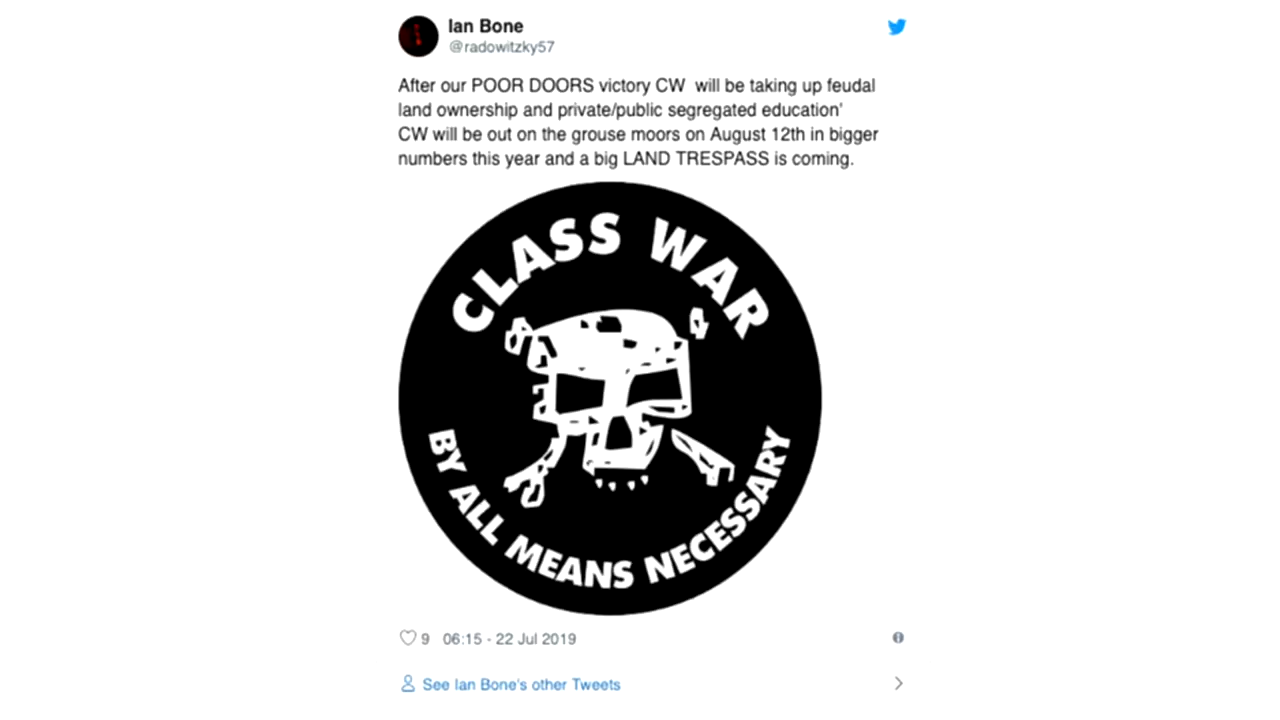 Ian Bone
@radowitzky57
After our POOR DOORS victory CW will be taking up feudal
land ownership and private/public segregated education'
CW will be out on the grouse moors on August 12th in bigger
numbers this year and a big LAND TRESPASS is coming.
CLASS WAR
BY ALL MEANS NECESSARY
9 06:15 - 22 Jul 2019
See Ian Bone's other Tweets